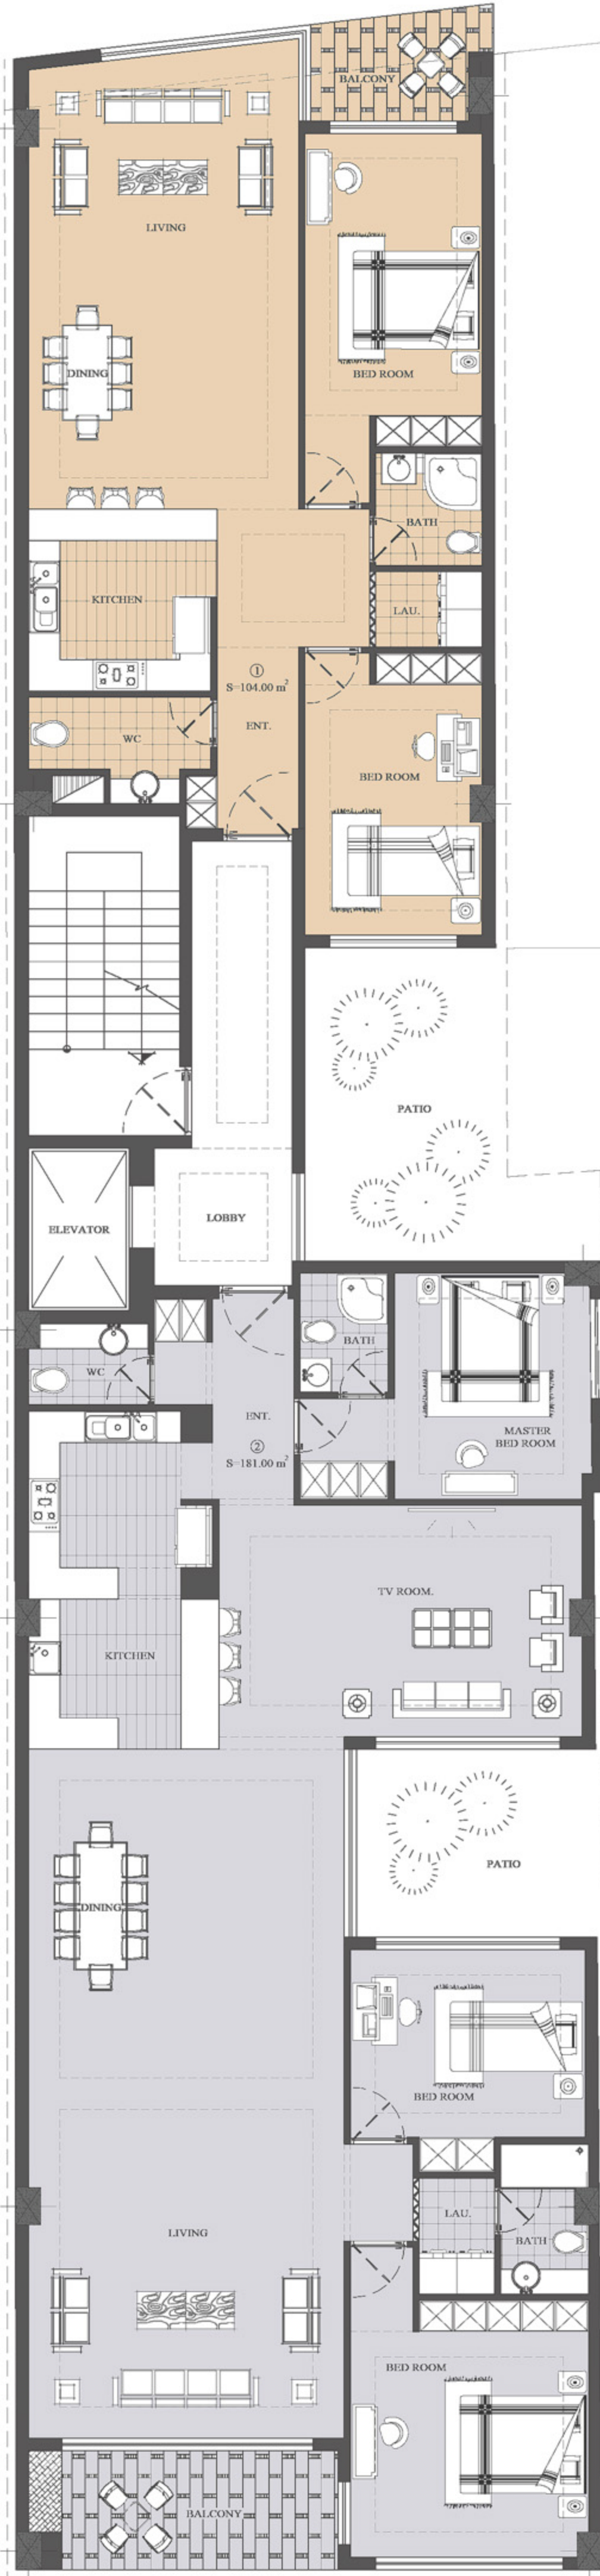 BALCONY
LIVING
DINING
BED ROOM
BATH
KITCHEN
LAU.
①
S=104.00 m²
ENT.
WC
BED ROOM
PATIO
ELEVATOR
LOBBY
BATH
WC
ENT.
MASTER
BED ROOM
②
S=181.00 m²
TV ROOM.
KITCHEN
PATIO
DINING
BED ROOM
LAU.
BATH
LIVING
BED ROOM
BALCONY